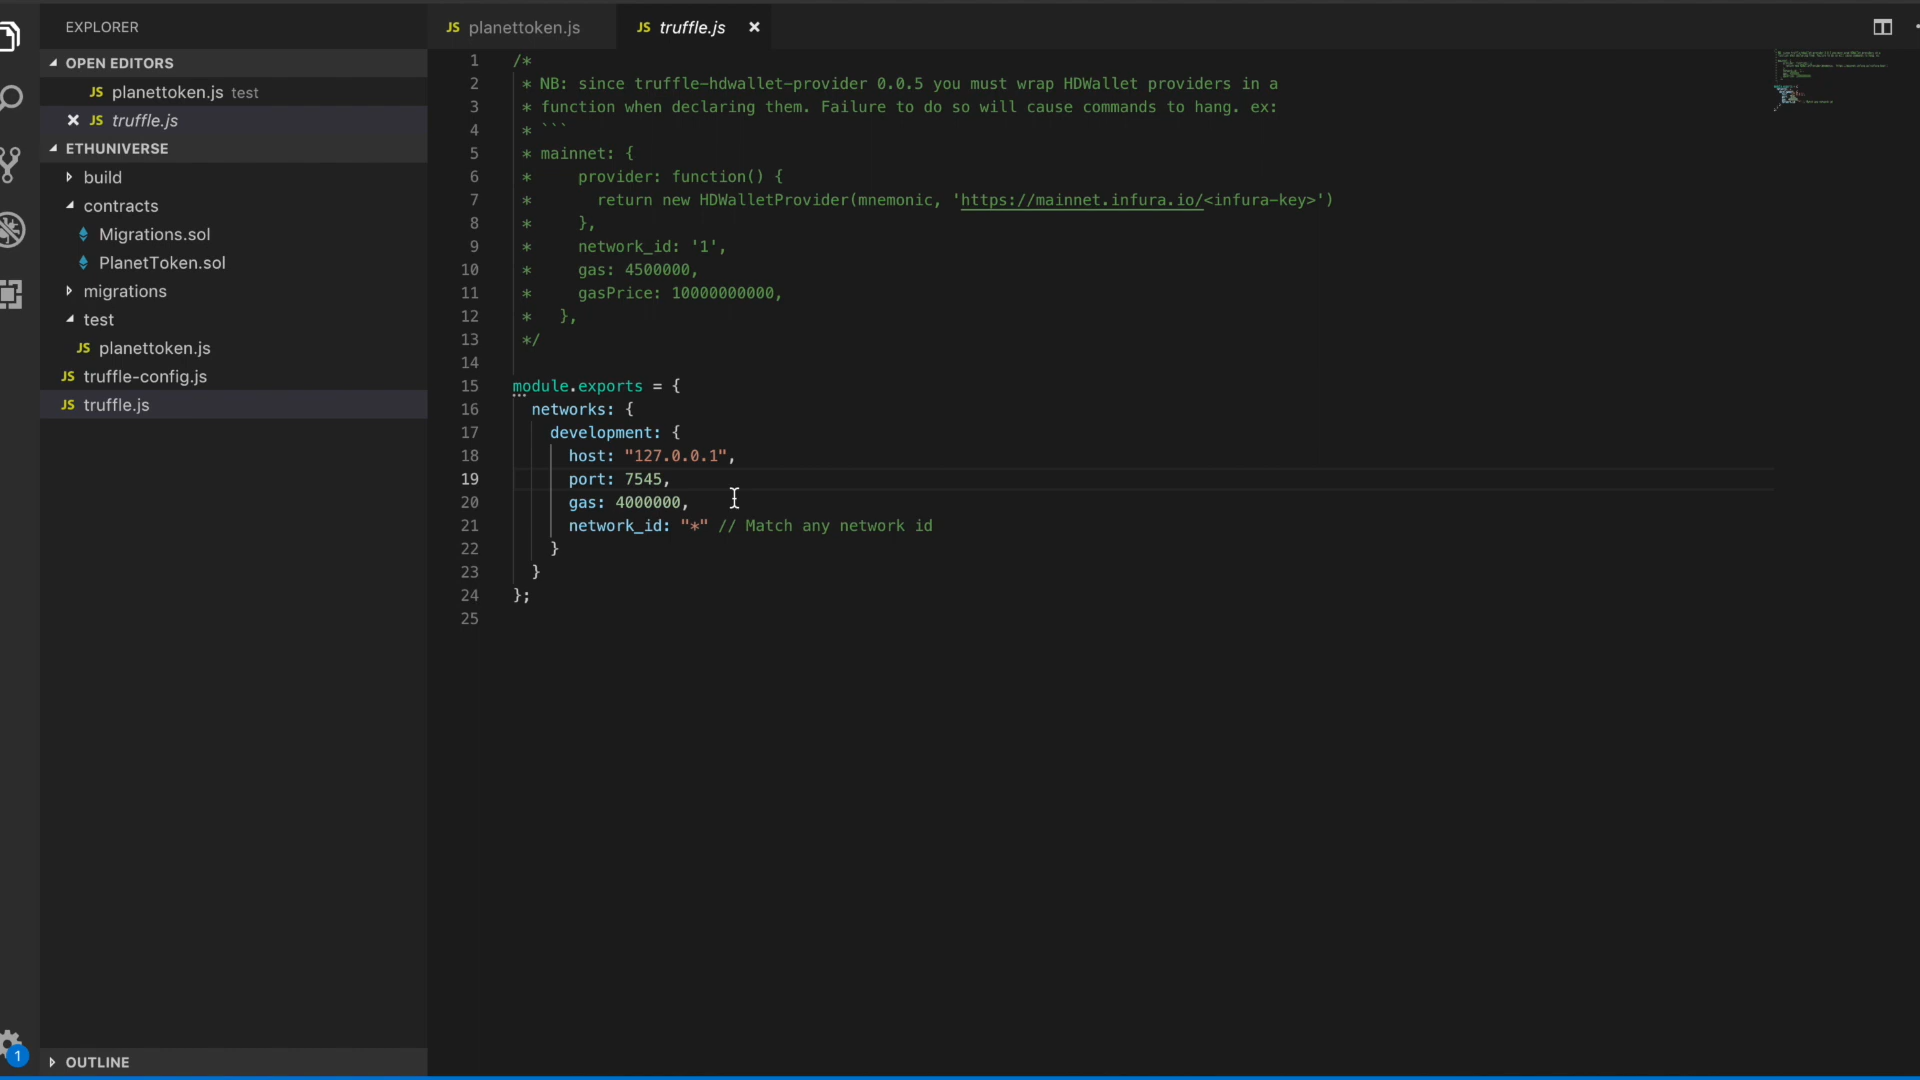 EXPLORER
OPEN EDITORS
JS planettoken.js test
JS truffle.js
ETHUNIVERSE
build
contracts
Migrations.sol
PlanetToken.sol
migrations
test
JS planettoken.js
JS truffle-config.js
JS truffle.js
OUTLINE
1
JS planettoken.js
JS truffle.js
1 /*
2 * NB: since truffle-hdwallet-provider 0.0.5 you must wrap HDWallet providers in a
3 * function when declaring them. Failure to do so will cause commands to hang. ex:
4 * ```
5 * mainnet: {
6 *     provider: function() {
7 *       return new HDWalletProvider(mnemonic, 'https://mainnet.infura.io/<infura-key>')
8 *     },
9 *     network_id: '1',
10 *     gas: 4500000,
11 *     gasPrice: 10000000000,
12 *   },
13 */
14
15 module.exports = {
16   networks: {
17     development: {
18       host: "127.0.0.1",
19       port: 7545,
20       gas: 4000000,
21       network_id: "*" // Match any network id
22     }
23   }
24 };
25